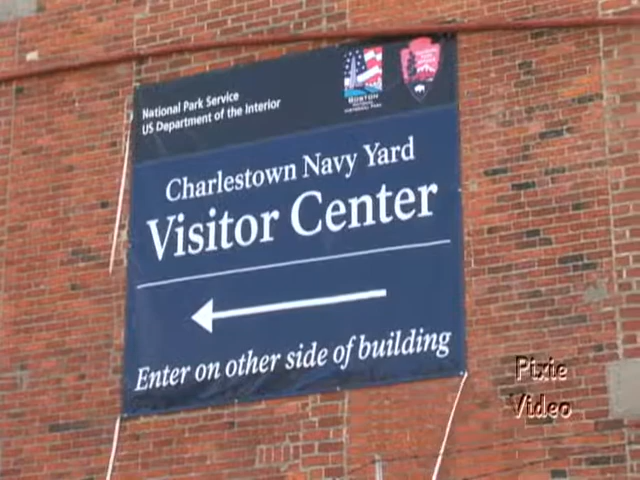 National Park Service
US Department of the Interior
BOSTON
Charlestown Navy Yard
Visitor Center
Enter on other side of building
Pixie
Video